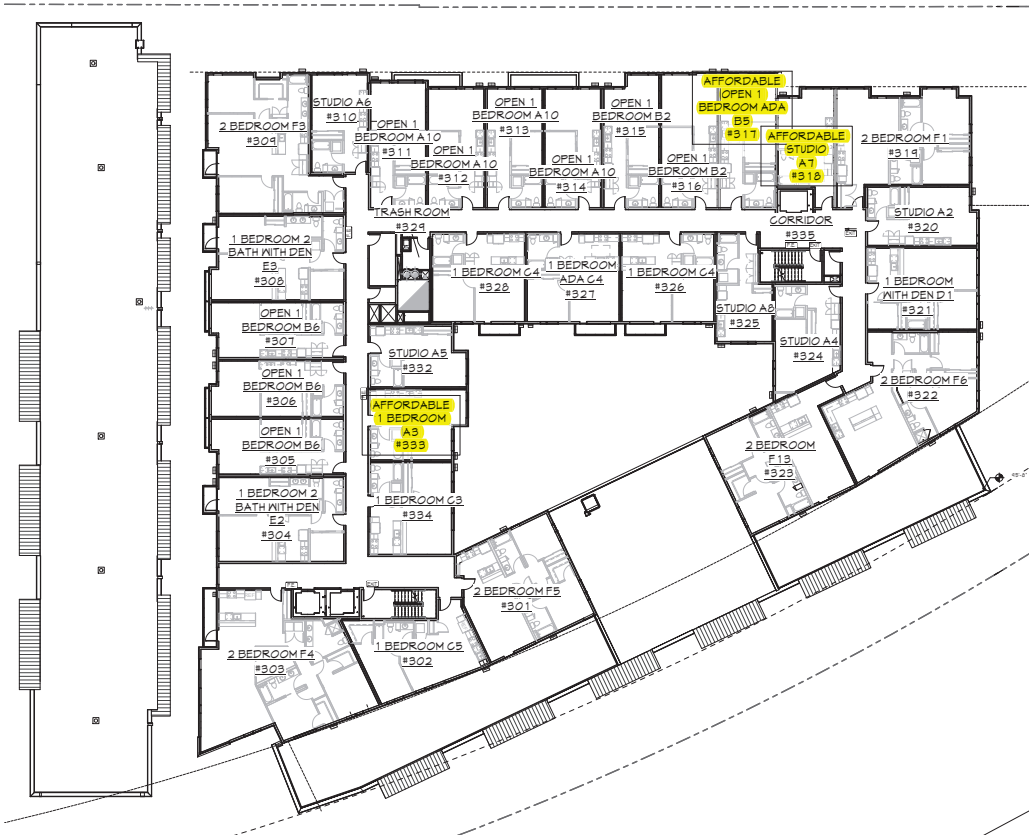 AFFORDABLE
OPEN 1
BEDROOM ADA
B5
#317
STUDIO A6
#310
2 BEDROOM F3
#309
OPEN 1
BEDROOM A10
#311
OPEN 1
BEDROOM A10
#312
OPEN 1
BEDROOM A10
#313
OPEN 1
BEDROOM A10
#314
OPEN 1
BEDROOM B2
#315
OPEN 1
BEDROOM B2
#316
AFFORDABLE
STUDIO
A7
#318
2 BEDROOM F1
#319
TRASH ROOM
#329
CORRIDOR
#335
STUDIO A2
#320
1 BEDROOM 2
BATH WITH DEN
E3
#308
1 BEDROOM C4
#328
1 BEDROOM
ADA C4
#327
1 BEDROOM C4
#326
STUDIO A8
#325
1 BEDROOM
WITH DEN D1
#321
OPEN 1
BEDROOM B6
#307
STUDIO A5
#332
STUDIO A4
#324
OPEN 1
BEDROOM B6
#306
2 BEDROOM F6
#322
AFFORDABLE
1 BEDROOM
A3
#333
OPEN 1
BEDROOM B6
#305
2 BEDROOM
F13
#323
1 BEDROOM 2
BATH WITH DEN
E2
#304
1 BEDROOM C3
#334
2 BEDROOM F5
#301
2 BEDROOM F4
#303
1 BEDROOM C5
#302